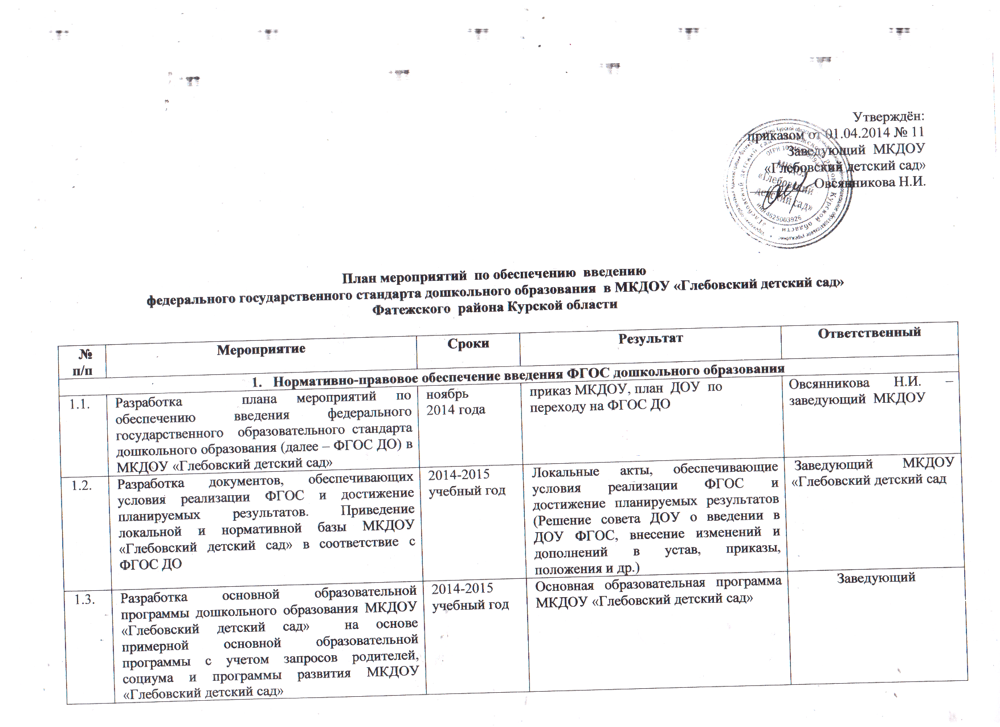 Утверждён:
приказом от 01.04.2014 № 11
Заведующий МКДОУ
«Глебовский детский сад»
Овсянникова Н.И.
МКДОУ
«Глебовский
детский сад»
ИНН 4625003926
План мероприятий по обеспечению введению
федерального государственного стандарта дошкольного образования в МКДОУ «Глебовский детский сад»
Фатежского района Курской области
№
п/п
Мероприятие
Сроки
Результат
Ответственный
1. Нормативно-правовое обеспечение введения ФГОС дошкольного образования
1.1.
Разработка плана мероприятий по
обеспечению введения федерального
государственного образовательного стандарта
дошкольного образования (далее – ФГОС ДО) в
МКДОУ «Глебовский детский сад»
ноябрь
2014 года
приказ МКДОУ, план ДОУ по
переходу на ФГОС ДО
Овсянникова Н.И. –
заведующий МКДОУ
1.2.
Разработка документов, обеспечивающих
условия реализации ФГОС и достижение
планируемых результатов. Приведение
локальной и нормативной базы МКДОУ
«Глебовский детский сад» в соответствие с
ФГОС ДО
2014-2015
учебный год
Локальные акты, обеспечивающие
условия реализации ФГОС и
достижение планируемых результатов
(Решение совета ДОУ о введении в
ДОУ ФГОС, внесение изменений и
дополнений в устав, приказы,
положения и др.)
Заведующий МКДОУ
«Глебовский детский сад
1.3.
Разработка основной образовательной
программы дошкольного образования МКДОУ
«Глебовский детский сад» на основе
примерной основной образовательной
программы с учетом запросов родителей,
социума и программы развития МКДОУ
«Глебовский детский сад»
2014-2015
учебный год
Основная образовательная программа
МКДОУ «Глебовский детский сад»
Заведующий